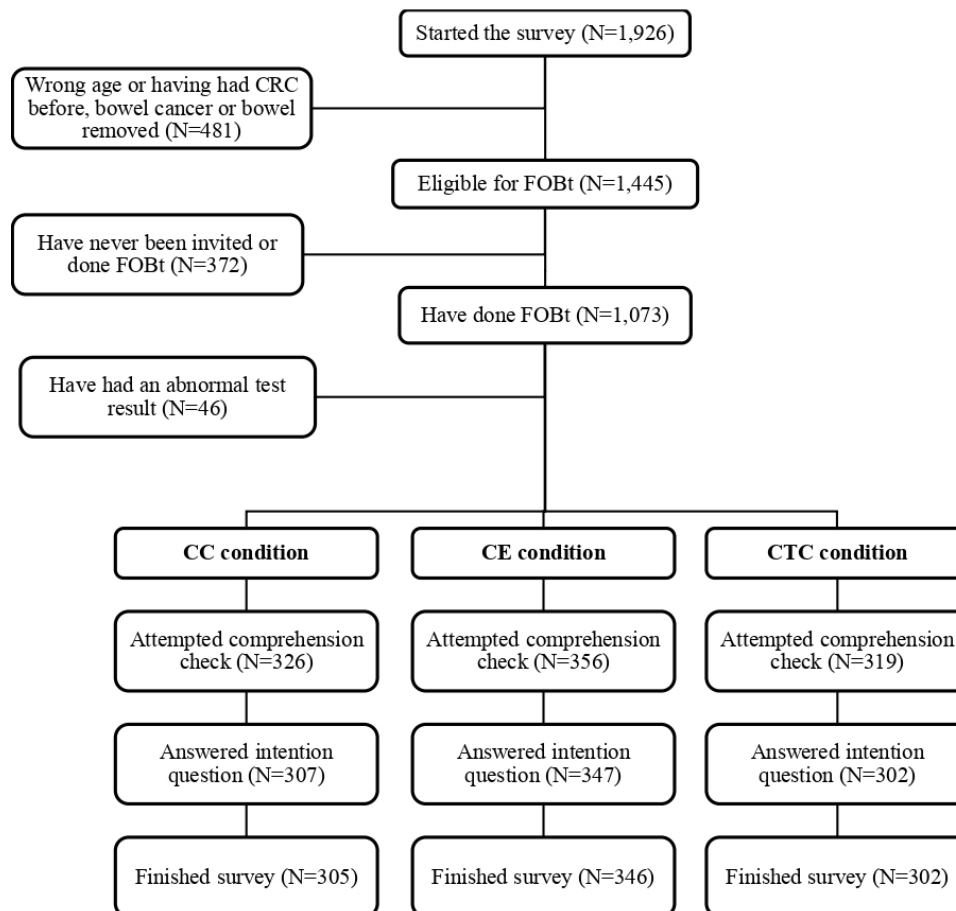 Started the survey (N=1,926)
Wrong age or having had CRC
before, bowel cancer or bowel
removed (N=481)
Eligible for FOBt (N=1,445)
Have never been invited or
done FOBt (N=372)
Have done FOBt (N=1,073)
Have had an abnormal test
result (N=46)
CC condition
CE condition
CTC condition
Attempted comprehension
check (N=326)
Attempted comprehension
check (N=356)
Attempted comprehension
check (N=319)
Answered intention
question (N=307)
Answered intention
question (N=347)
Answered intention
question (N=302)
Finished survey (N=305)
Finished survey (N=346)
Finished survey (N=302)